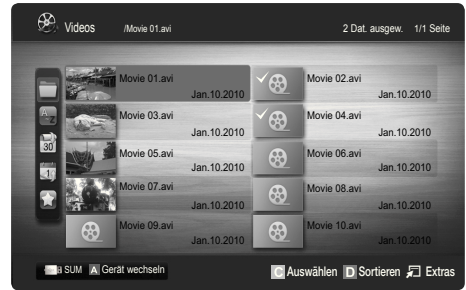 Videos /Movie 01.avi 2 Dat. ausgew. 1/1 Seite
Movie 01.avi Movie 02.avi
Jan.10.2010 Jan.10.2010
Movie 03.avi Movie 04.avi
Jan.10.2010 Jan.10.2010
Movie 05.avi Movie 06.avi
Jan.10.2010 Jan.10.2010
Movie 07.avi Movie 08.avi
Jan.10.2010 Jan.10.2010
Movie 09.avi Movie 10.avi
Jan.10.2010 Jan.10.2010
A
Z
30
1
SUM A Gerät wechseln C Auswählen D Sortieren Extras